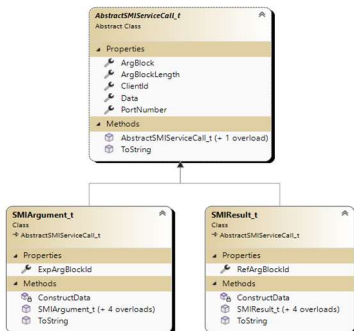 AbstractSMIServiceCall_t
Abstract Class
Properties
ArgBlock
ArgBlockLength
ClientId
Data
PortNumber
Methods
AbstractSMIServiceCall_t (+ 1 overload)
ToString
SMIArgument_t
Class
AbstractSMIServiceCall_t
Properties
ExpArgBlockId
Methods
ConstructData
SMIArgument_t (+ 4 overloads)
ToString
SMIResult_t
Class
AbstractSMIServiceCall_t
Properties
RefArgBlockId
Methods
ConstructData
SMIResult_t (+ 4 overloads)
ToString